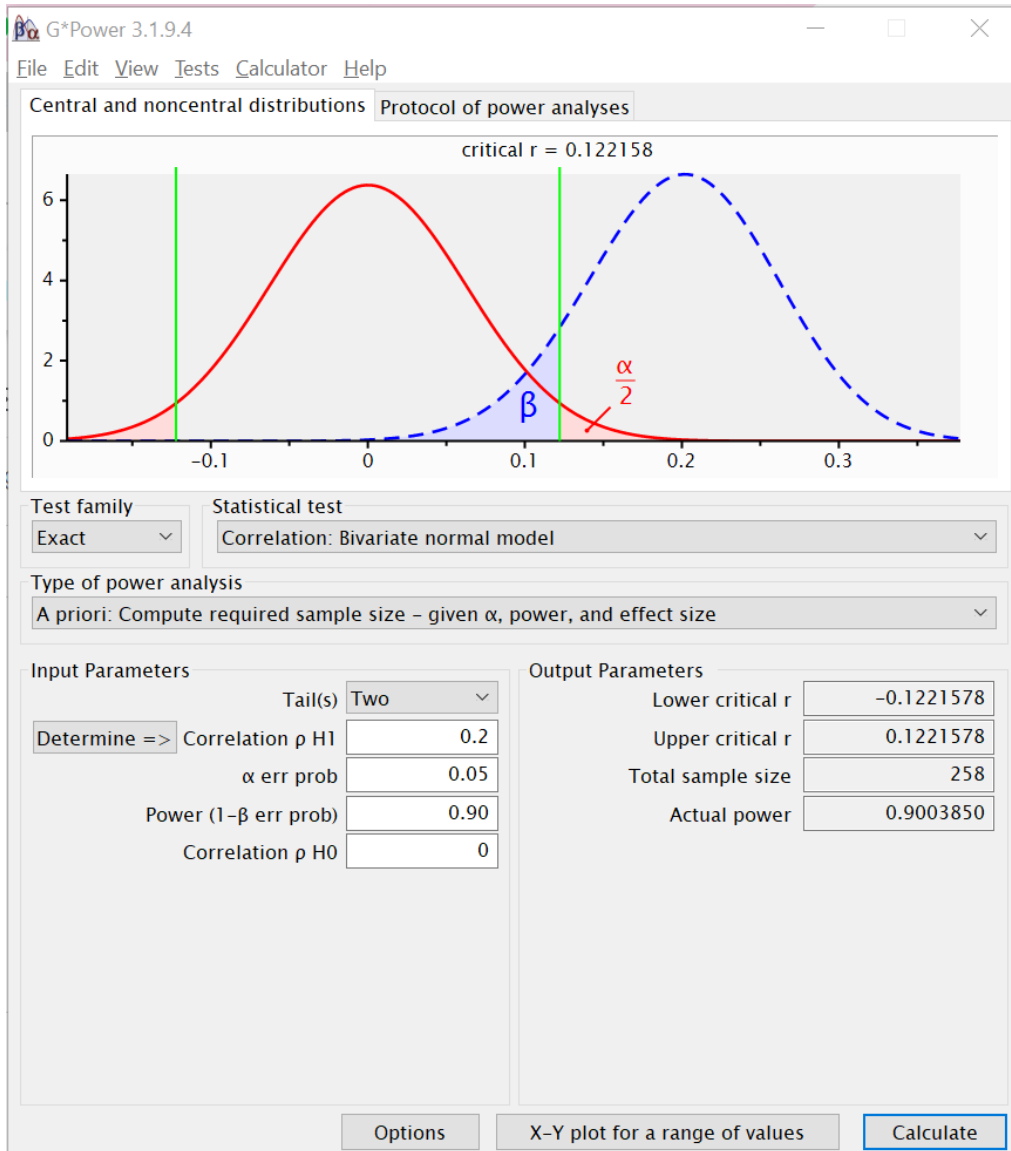 G*Power 3.1.9.4
File Edit View Tests Calculator Help
Central and noncentral distributions Protocol of power analyses
critical r = 0.122158
6
4
2
0
β
α
2
-0.1 0 0.1 0.2 0.3
Test family Statistical test
Exact Correlation: Bivariate normal model
Type of power analysis
A priori: Compute required sample size – given α, power, and effect size
Input Parameters
Tail(s) Two
Determine => Correlation ρ H1 0.2
α err prob 0.05
Power (1-β err prob) 0.90
Correlation ρ H0 0
Output Parameters
Lower critical r -0.1221578
Upper critical r 0.1221578
Total sample size 258
Actual power 0.9003850
Options X-Y plot for a range of values Calculate